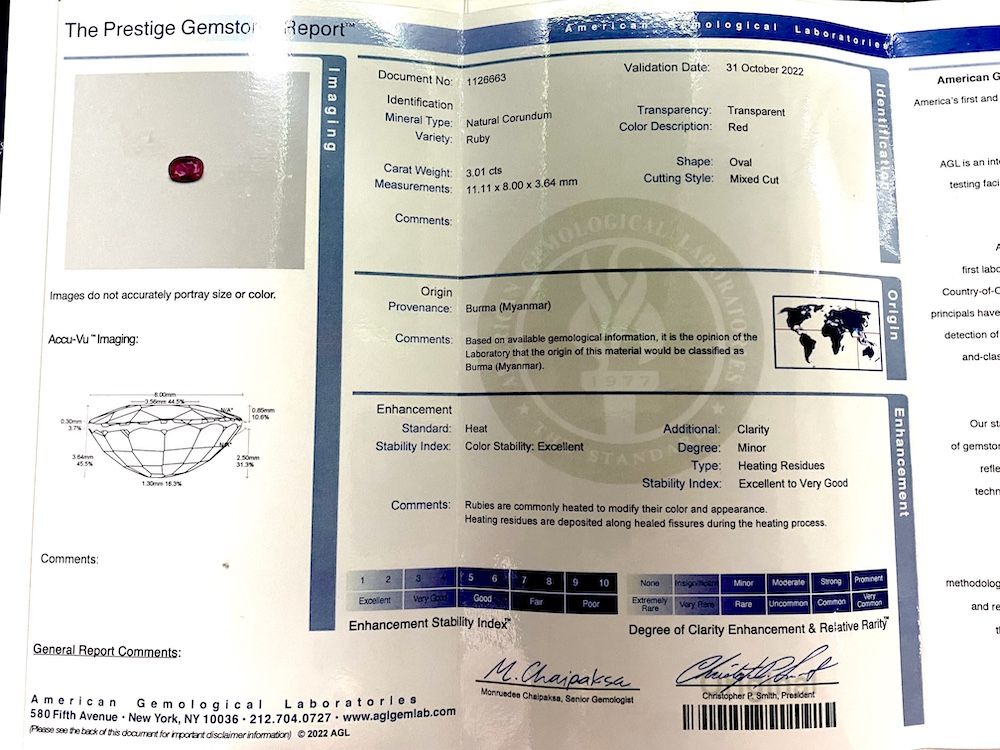 The Prestige Gemsto Report™
American mological Laboratories
Imaging
Images do not accurately portray size or color.
Accu-Vu™Imaging:
8.00mm
3.56mm 44.5%
N/A*
0.85mm
10.6%
0.30mm
3.7%
N/A*
3.64mm
45.5%
2.50mm
31.3%
1.30mm 16.3%
Comments:
General Report Comments:
American Gemological Laboratories
580 Fifth Avenue • New York, NY 10036 • 212.704.0727 • www.aglgemlab.com
(Please see the back of this document for important disclaimer information) © 2022 AGL
Document No: 1126663
Validation Date: 31 October 2022
Identification
Identification
Mineral Type: Natural Corundum
Variety: Ruby
Transparency: Transparent
Color Description: Red
Carat Weight: 3.01 cts
Measurements: 11.11 x 8.00 x 3.64 mm
Shape: Oval
Cutting Style: Mixed Cut
Comments:
Origin
Origin
Provenance: Burma (Myanmar)
Comments: Based on available gemological information, it is the opinion of the
Laboratory that the origin of this material would be classified as
Burma (Myanmar).
1977
Enhancement
Enhancement
Standard: Heat
Stability Index: Color Stability: Excellent
Additional: Clarity
Degree: Minor
Type: Heating Residues
Stability Index: Excellent to Very Good
Comments: Rubies are commonly heated to modify their color and appearance.
Heating residues are deposited along healed fissures during the heating process.
1 2 3 4 5 6 7 8 9 10
Excellent Very Good Good Fair Poor
Enhancement Stability Index™
None Insignificant Minor Moderate Strong Prominent
Extremely Rare Very Rare Rare Uncommon Common Very Common
Degree of Clarity Enhancement & Relative Rarity™
M. Chaipaksa
Monruedee Chaipaksa, Senior Gemologist
Christopher P. Smith, President
American G
America's first and
AGL is an int
testing faci
A
first labo
Country-of-O
principals have
detection of
and-clas
Our sta
of gemstor
refle
techn
methodolog
and re
t